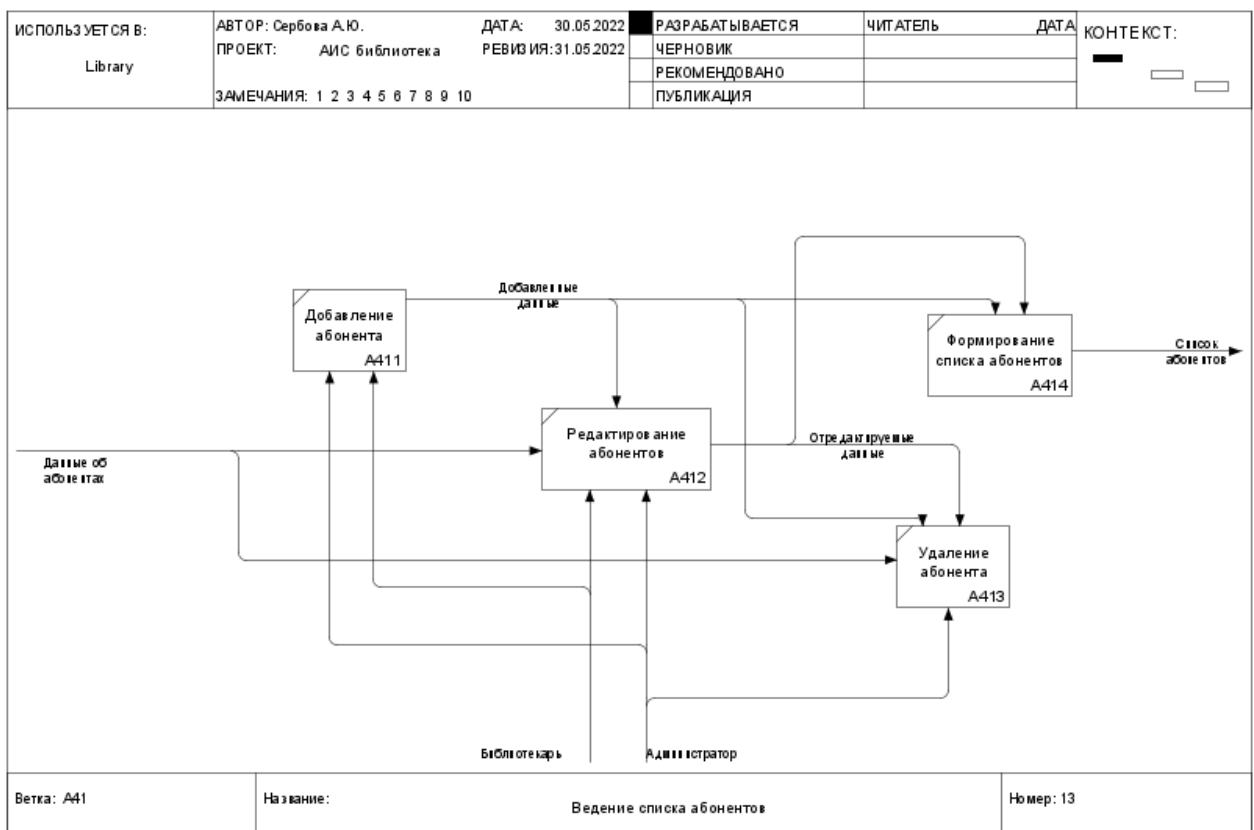 ИСПОЛЬЗУЕТСЯ В:
Library
АВТОР: Сербова А.Ю.
ДАТА: 30.05.2022
ПРОЕКТ: АИС библиотека
РЕВИЗИЯ:31.05.2022
ЗАМЕЧАНИЯ: 1 2 3 4 5 6 7 8 9 10
РАЗРАБАТЫВАЕТСЯ
ЧЕРНОВИК
РЕКОМЕНДОВАНО
ПУБЛИКАЦИЯ
ЧИТАТЕЛЬ ДАТА
КОНТЕКСТ:
Добавление
абонента
A411
Добавленные
данные
Формирование
списка абонентов
A414
Список
абонентов
Редактирование
абонентов
A412
Отредактируемые
данные
Данные об
абонентах
Удаление
абонента
A413
Библиотекарь
Администратор
Ветка: A41
Название:
Ведение списка абонентов
Номер: 13